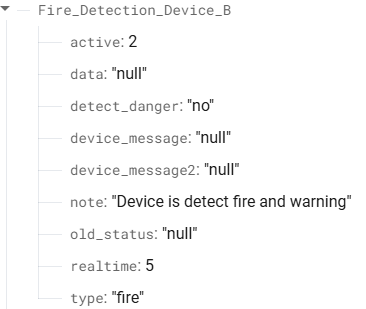 Fire_Detection_Device_B
active: 2
data: "null"
detect_danger: "no"
device_message: "null"
device_message2: "null"
note: "Device is detect fire and warning"
old_status: "null"
realtime: 5
type: "fire"